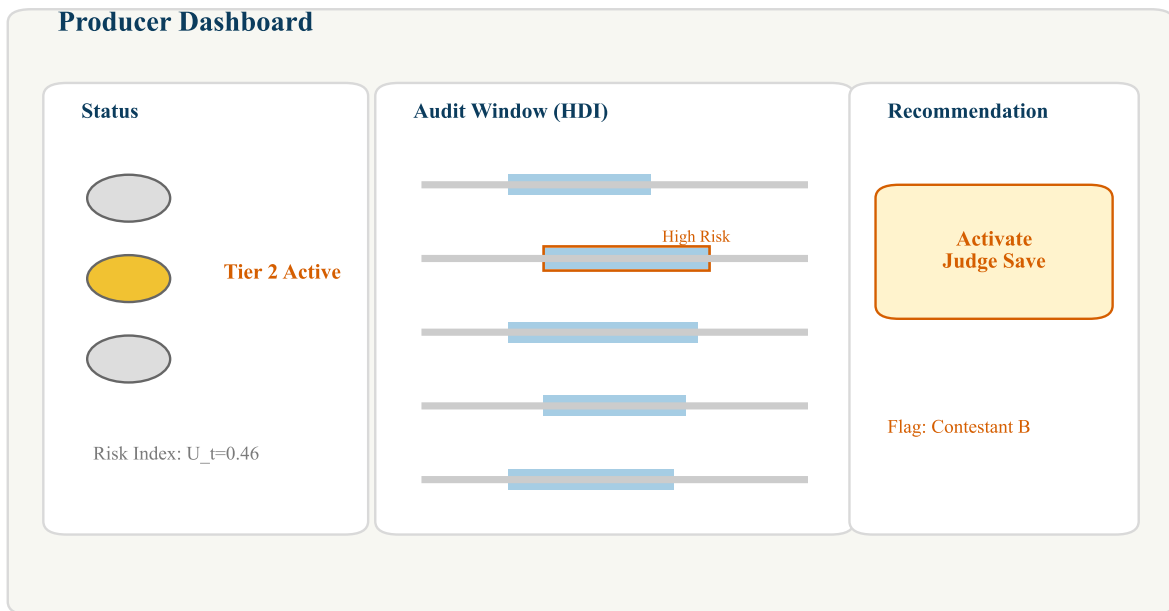 Producer Dashboard
Status
Tier 2 Active
Risk Index: U_t=0.46
Audit Window (HDI)
High Risk
Recommendation
Activate
Judge Save
Flag: Contestant B